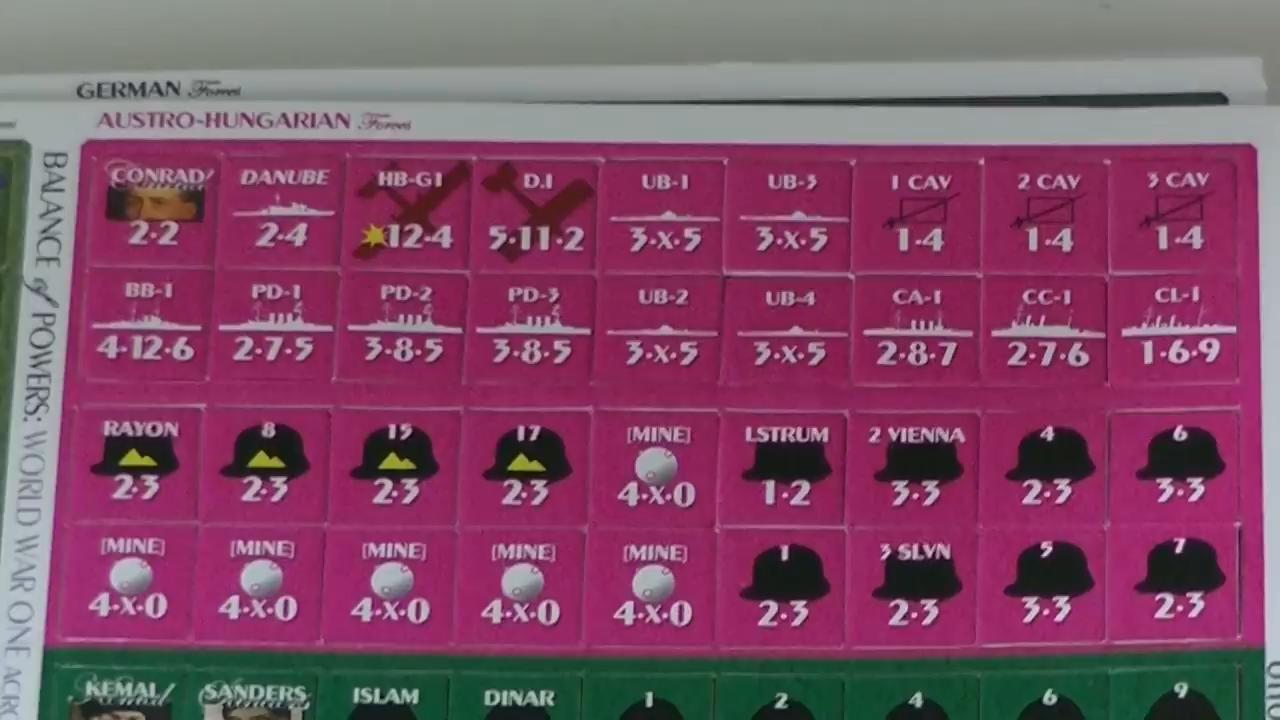 GERMAN Forces
AUSTRO-HUNGARIAN Forces
BALANCE of POWERS: WORLD WAR ONE ACRO
CONRAD DANUBE HB-G1 D.I UB-1 UB-3 1 CAV 2 CAV 3 CAV
2·2 2·4 12·4 5·11·2 3·X·5 3·X·5 1·4 1·4 1·4
BB-1 PD-1 PD-2 PD-3 UB-2 UB-4 CA-1 CC-1 CL-1
4·12·6 2·7·5 3·8·5 3·8·5 3·X·5 3·X·5 2·8·7 2·7·6 1·6·9
RAYON 8 15 17 [MINE] LSTRUM 2 VIENNA 4 6
2·3 2·3 2·3 2·3 4·X·0 1·2 3·3 2·3 3·3
[MINE] [MINE] [MINE] [MINE] [MINE] 1 3 SLVN 5 7
4·X·0 4·X·0 4·X·0 4·X·0 4·X·0 2·3 2·3 3·3 2·3
KEMAL SANDERS ISLAM DINAR 1 2 4 6 9